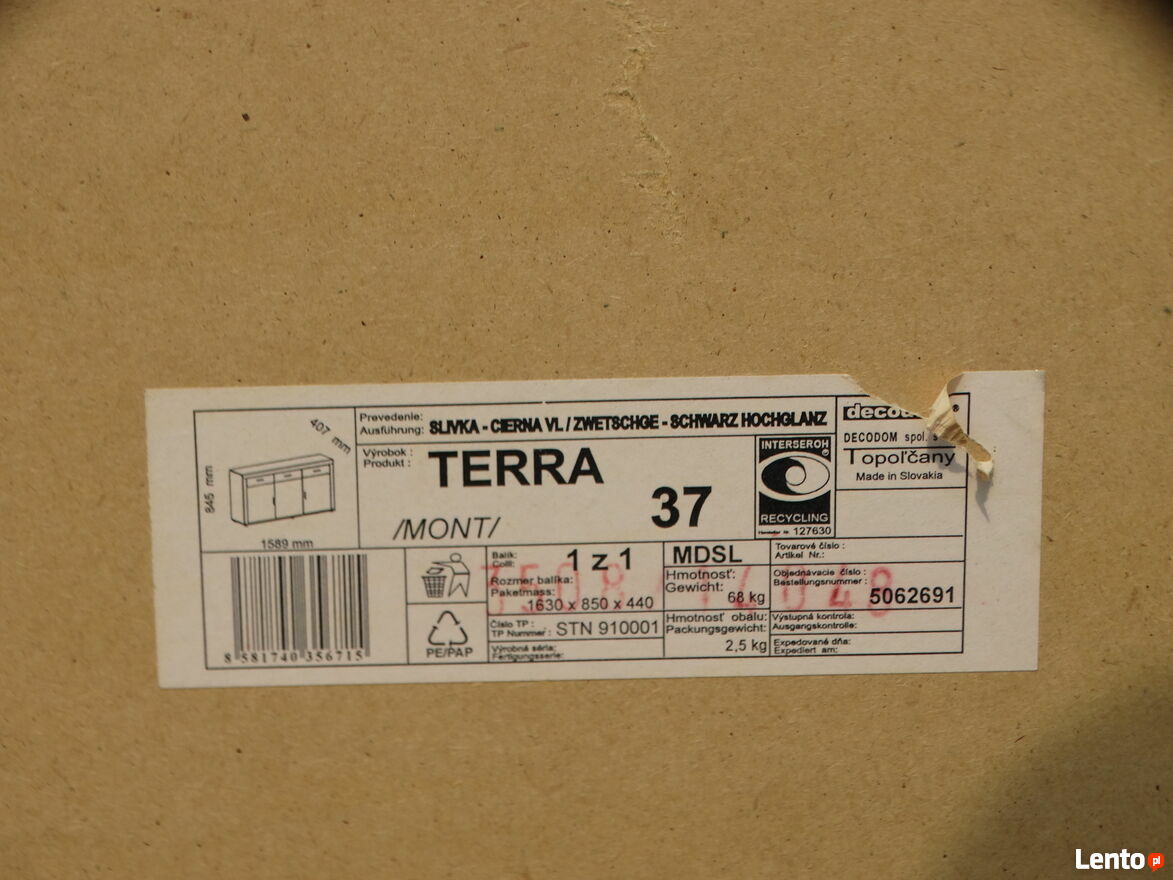 Prevedenie:
Ausführung:
SLIVKA - CIERNA VL. / ZWETSCHGE - SCHWARZ HOCHGLANZ
Výrobok :
Produkt :
TERRA
37
/MONT/
407 mm
845 mm
1589 mm
INTERSEROH
RECYCLING
Hersteller Nr. 127630
DECODOM spol.
Topoľčany
Made in Slovakia
8 581740 356715
PE/PAP
Balík:
Colli:
1 z 1
Rozmer balíka:
Paketmass:
1630 x 850 x 440
Číslo TP :
TP Nummer :
STN 910001
Výrobná séria:
Fertigungsserie:
MDSL
Hmotnosť:
Gewicht:
68 kg
Hmotnosť obalu:
Packungsgewicht:
2,5 kg
Tovarové číslo :
Artikel Nr.:
Objednávacie číslo :
Bestellungsnummer :
5062691
Výstupná kontrola:
Ausgangskontrolle:
Expedované dňa:
Expediert am:
Lento.pl